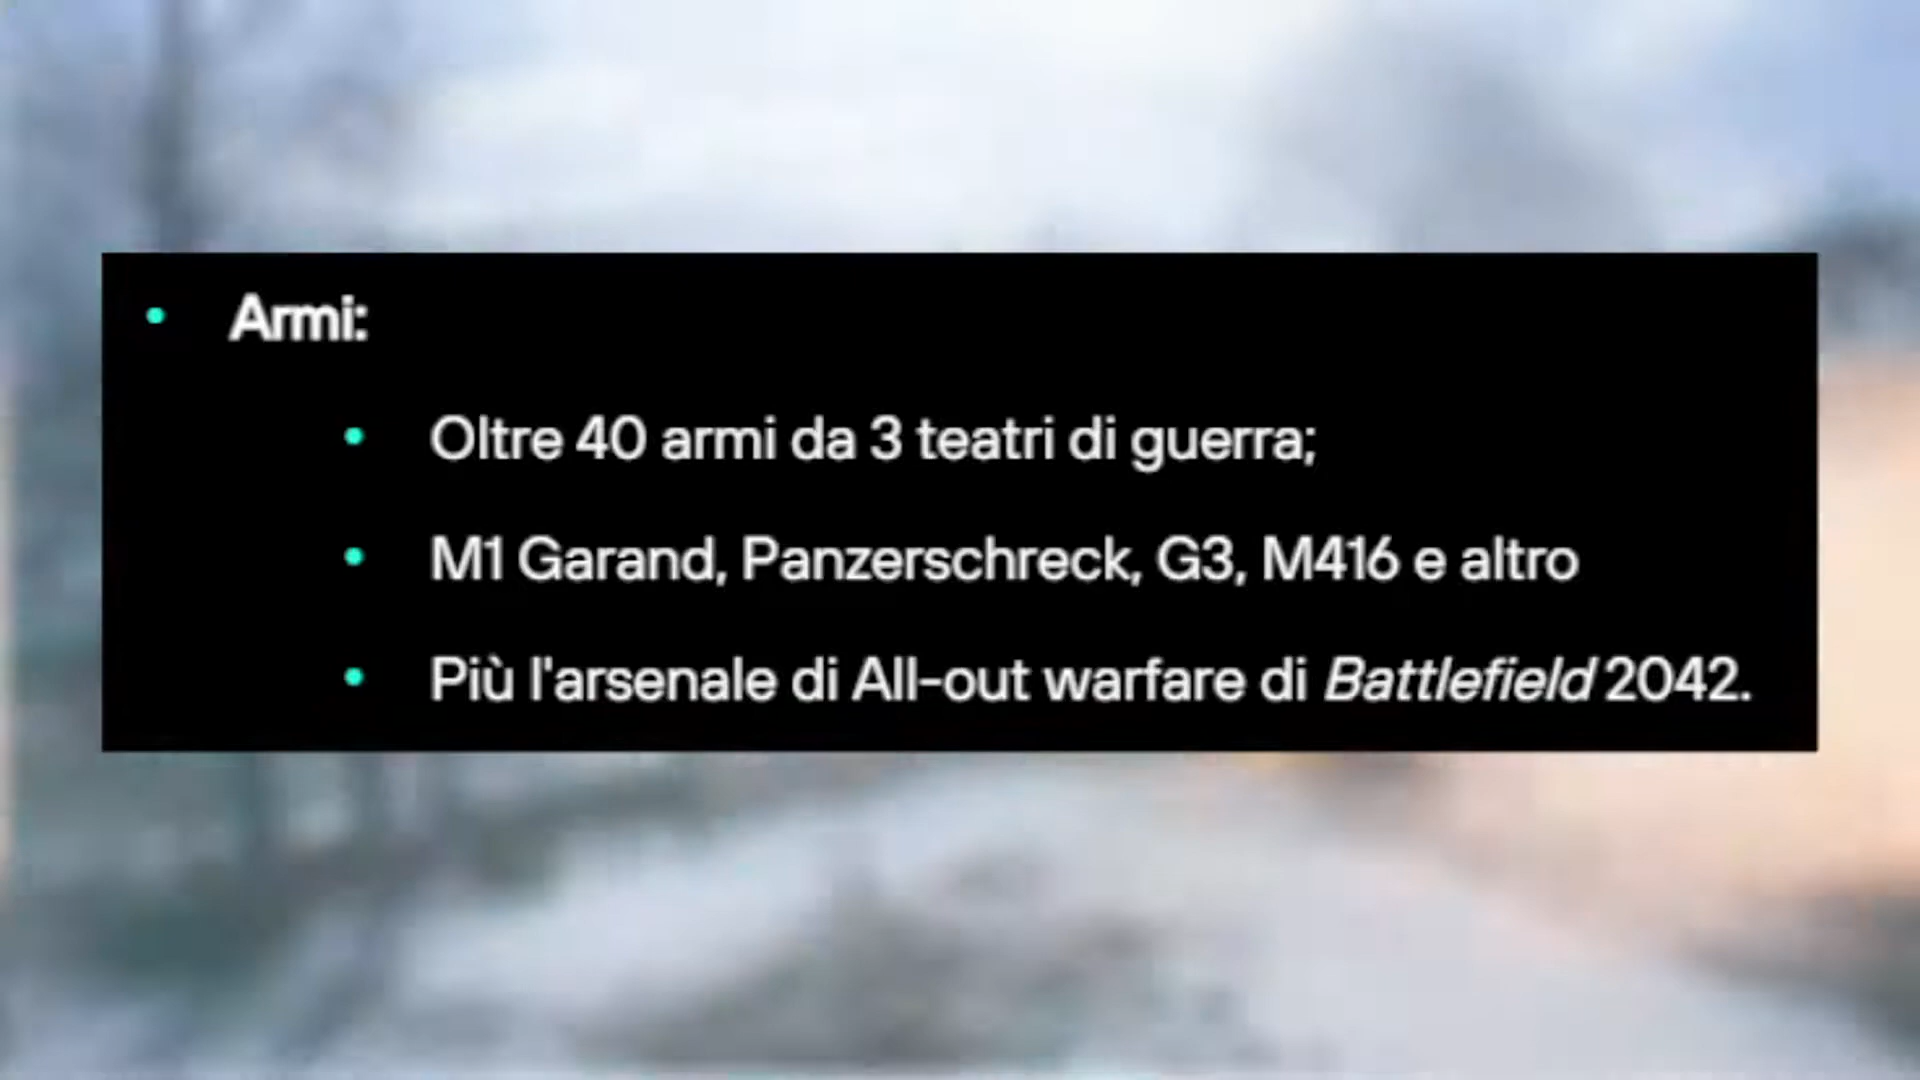 Armi:
Oltre 40 armi da 3 teatri di guerra;
M1 Garand, Panzerschreck, G3, M416 e altro
Più l'arsenale di All-out warfare di Battlefield 2042.